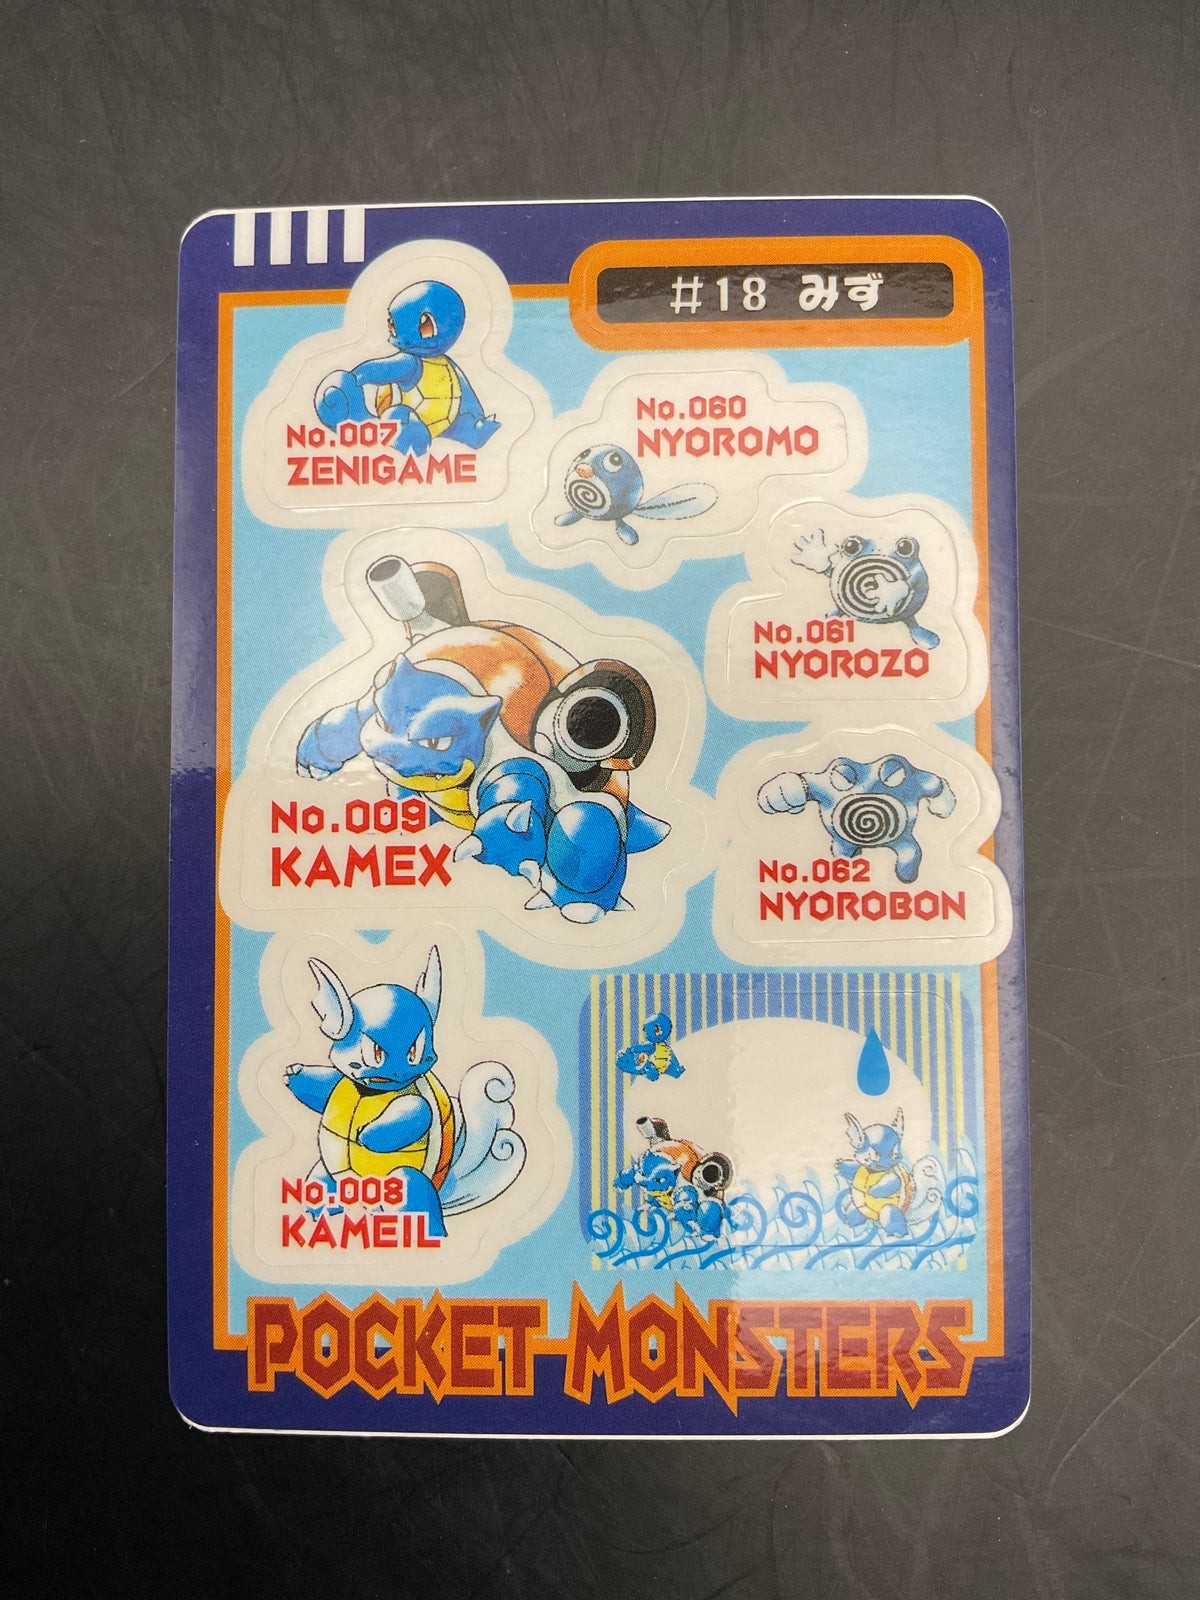 #18 みず
No.007
ZENIGAME
No.060
NYOROMO
No.061
NYOROZO
No.009
KAMEX
No.062
NYOROBON
No.008
KAMEIL
POCKET MONSTERS